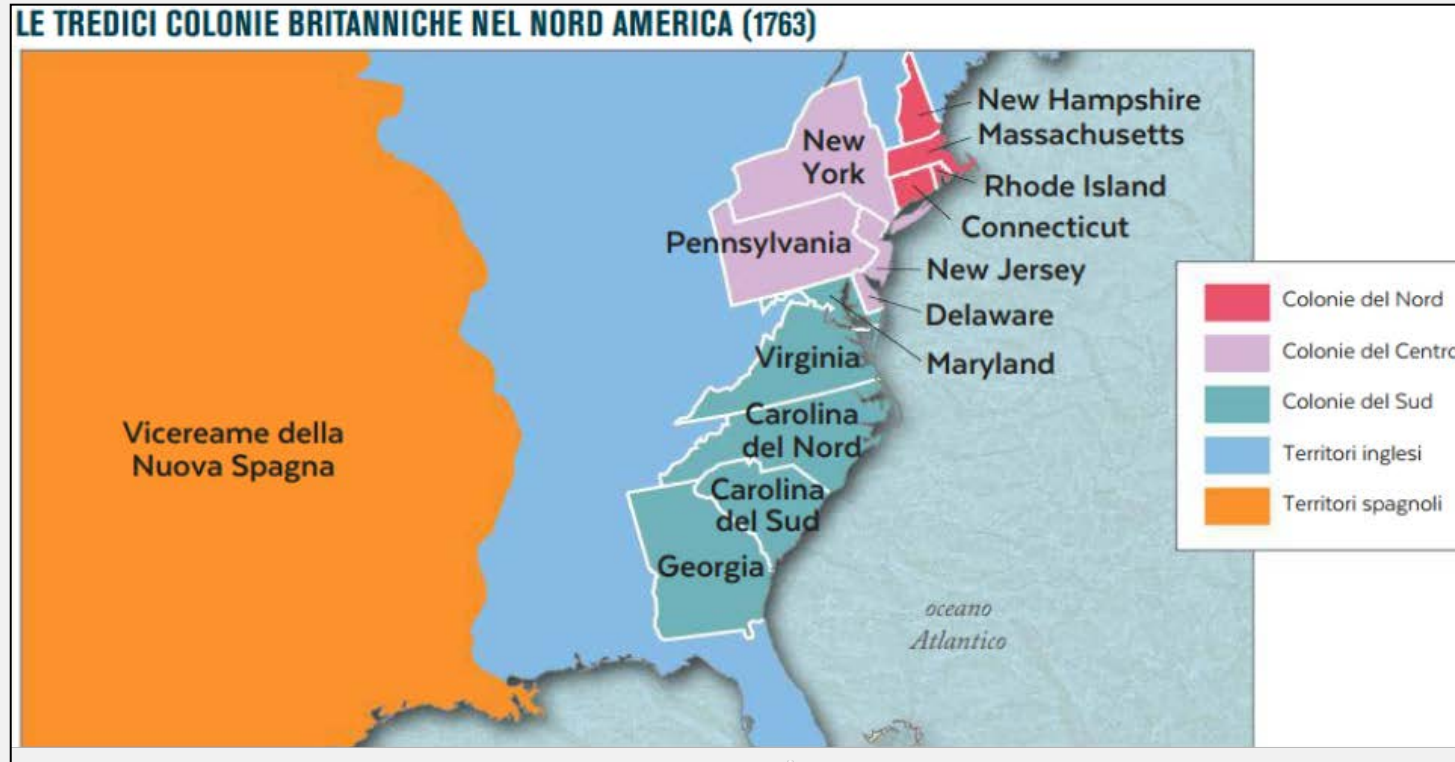 LE TREDICI COLONIE BRITANNICHE NEL NORD AMERICA (1763)
New Hampshire
Massachusetts
New
York
Rhode Island
Connecticut
Pennsylvania
New Jersey
Delaware
Maryland
Virginia
Carolina
del Nord
Carolina
del Sud
Georgia
Vicereame della
Nuova Spagna
oceano
Atlantico
Colonie del Nord
Colonie del Centro
Colonie del Sud
Territori inglesi
Territori spagnoli